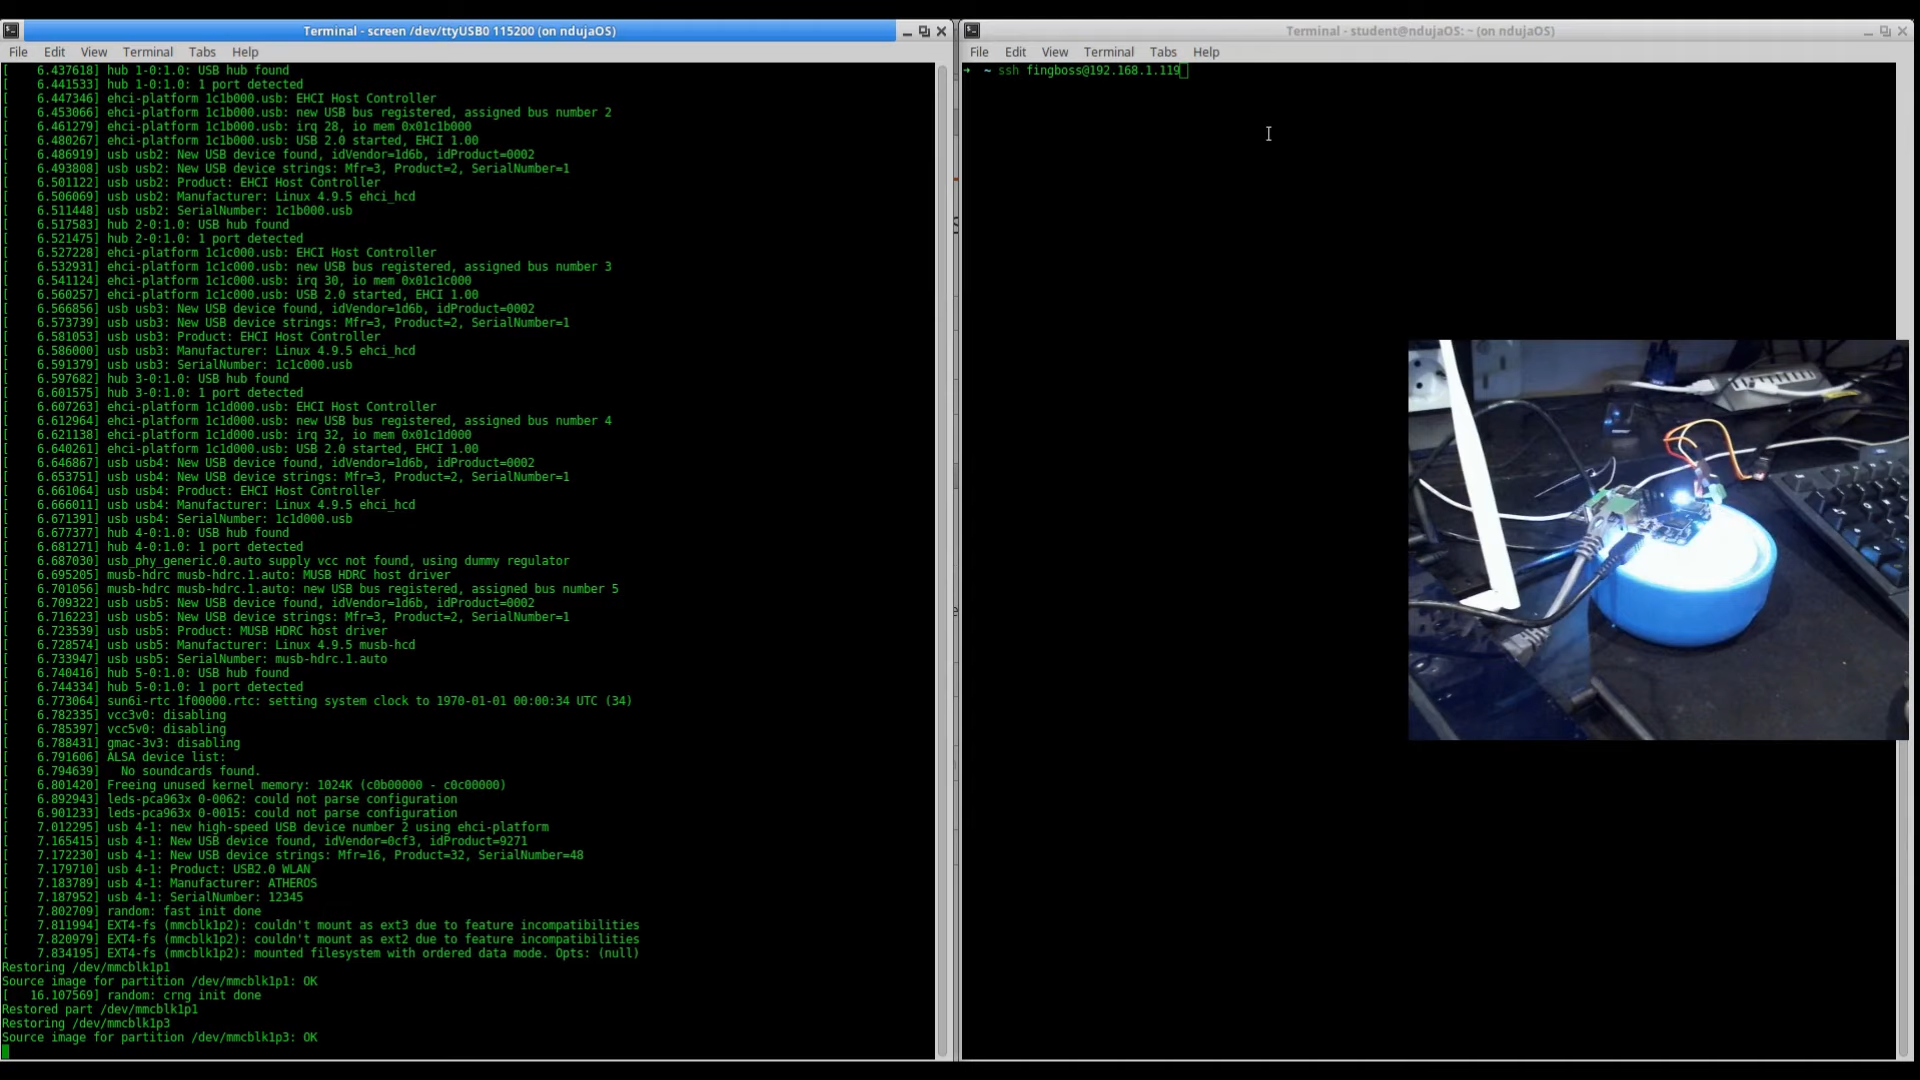 Terminal - screen /dev/ttyUSB0 115200 (on ndujaOS)
File Edit View Terminal Tabs Help
[    6.437618] hub 1-0:1.0: USB hub found
[    6.441533] hub 1-0:1.0: 1 port detected
[    6.447346] ehci-platform 1c1b000.usb: EHCI Host Controller
[    6.453066] ehci-platform 1c1b000.usb: new USB bus registered, assigned bus number 2
[    6.461279] ehci-platform 1c1b000.usb: irq 28, io mem 0x01c1b000
[    6.480267] ehci-platform 1c1b000.usb: USB 2.0 started, EHCI 1.00
[    6.486919] usb usb2: New USB device found, idVendor=1d6b, idProduct=0002
[    6.493808] usb usb2: New USB device strings: Mfr=3, Product=2, SerialNumber=1
[    6.501122] usb usb2: Product: EHCI Host Controller
[    6.506069] usb usb2: Manufacturer: Linux 4.9.5 ehci_hcd
[    6.511448] usb usb2: SerialNumber: 1c1b000.usb
[    6.517583] hub 2-0:1.0: USB hub found
[    6.521475] hub 2-0:1.0: 1 port detected
[    6.527228] ehci-platform 1c1c000.usb: EHCI Host Controller
[    6.532931] ehci-platform 1c1c000.usb: new USB bus registered, assigned bus number 3
[    6.541124] ehci-platform 1c1c000.usb: irq 30, io mem 0x01c1c000
[    6.560257] ehci-platform 1c1c000.usb: USB 2.0 started, EHCI 1.00
[    6.566856] usb usb3: New USB device found, idVendor=1d6b, idProduct=0002
[    6.573739] usb usb3: New USB device strings: Mfr=3, Product=2, SerialNumber=1
[    6.581053] usb usb3: Product: EHCI Host Controller
[    6.586000] usb usb3: Manufacturer: Linux 4.9.5 ehci_hcd
[    6.591379] usb usb3: SerialNumber: 1c1c000.usb
[    6.597682] hub 3-0:1.0: USB hub found
[    6.601575] hub 3-0:1.0: 1 port detected
[    6.607263] ehci-platform 1c1d000.usb: EHCI Host Controller
[    6.612964] ehci-platform 1c1d000.usb: new USB bus registered, assigned bus number 4
[    6.621138] ehci-platform 1c1d000.usb: irq 32, io mem 0x01c1d000
[    6.640261] ehci-platform 1c1d000.usb: USB 2.0 started, EHCI 1.00
[    6.646867] usb usb4: New USB device found, idVendor=1d6b, idProduct=0002
[    6.653751] usb usb4: New USB device strings: Mfr=3, Product=2, SerialNumber=1
[    6.661064] usb usb4: Product: EHCI Host Controller
[    6.666011] usb usb4: Manufacturer: Linux 4.9.5 ehci_hcd
[    6.671391] usb usb4: SerialNumber: 1c1d000.usb
[    6.677377] hub 4-0:1.0: USB hub found
[    6.681271] hub 4-0:1.0: 1 port detected
[    6.687030] usb_phy_generic.0.auto supply vcc not found, using dummy regulator
[    6.695205] musb-hdrc musb-hdrc.1.auto: MUSB HDRC host driver
[    6.701056] musb-hdrc musb-hdrc.1.auto: new USB bus registered, assigned bus number 5
[    6.709322] usb usb5: New USB device found, idVendor=1d6b, idProduct=0002
[    6.716223] usb usb5: New USB device strings: Mfr=3, Product=2, SerialNumber=1
[    6.723539] usb usb5: Product: MUSB HDRC host driver
[    6.728574] usb usb5: Manufacturer: Linux 4.9.5 musb-hcd
[    6.733947] usb usb5: SerialNumber: musb-hdrc.1.auto
[    6.740416] hub 5-0:1.0: USB hub found
[    6.744334] hub 5-0:1.0: 1 port detected
[    6.773064] sun6i-rtc 1f00000.rtc: setting system clock to 1970-01-01 00:00:34 UTC (34)
[    6.782335] vcc3v0: disabling
[    6.785397] vcc5v0: disabling
[    6.788431] gmac-3v3: disabling
[    6.791606] ALSA device list:
[    6.794639]   No soundcards found.
[    6.801420] Freeing unused kernel memory: 1024K (c0b00000 - c0c00000)
[    6.892943] leds-pca963x 0-0062: could not parse configuration
[    6.901233] leds-pca963x 0-0015: could not parse configuration
[    7.012295] usb 4-1: new high-speed USB device number 2 using ehci-platform
[    7.165415] usb 4-1: New USB device found, idVendor=0cf3, idProduct=9271
[    7.172230] usb 4-1: New USB device strings: Mfr=16, Product=32, SerialNumber=48
[    7.179710] usb 4-1: Product: USB2.0 WLAN
[    7.183789] usb 4-1: Manufacturer: ATHEROS
[    7.187952] usb 4-1: SerialNumber: 12345
[    7.802709] random: fast init done
[    7.811994] EXT4-fs (mmcblk1p2): couldn't mount as ext3 due to feature incompatibilities
[    7.820979] EXT4-fs (mmcblk1p2): couldn't mount as ext2 due to feature incompatibilities
[    7.834195] EXT4-fs (mmcblk1p2): mounted filesystem with ordered data mode. Opts: (null)
Restoring /dev/mmcblk1p1
Source image for partition /dev/mmcblk1p1: OK
[   16.107569] random: crng init done
Restored part /dev/mmcblk1p1
Restoring /dev/mmcblk1p3
Source image for partition /dev/mmcblk1p3: OK
Terminal - student@ndujaOS: ~ (on ndujaOS)
File Edit View Terminal Tabs Help
➜  ~ ssh fingboss@192.168.1.119